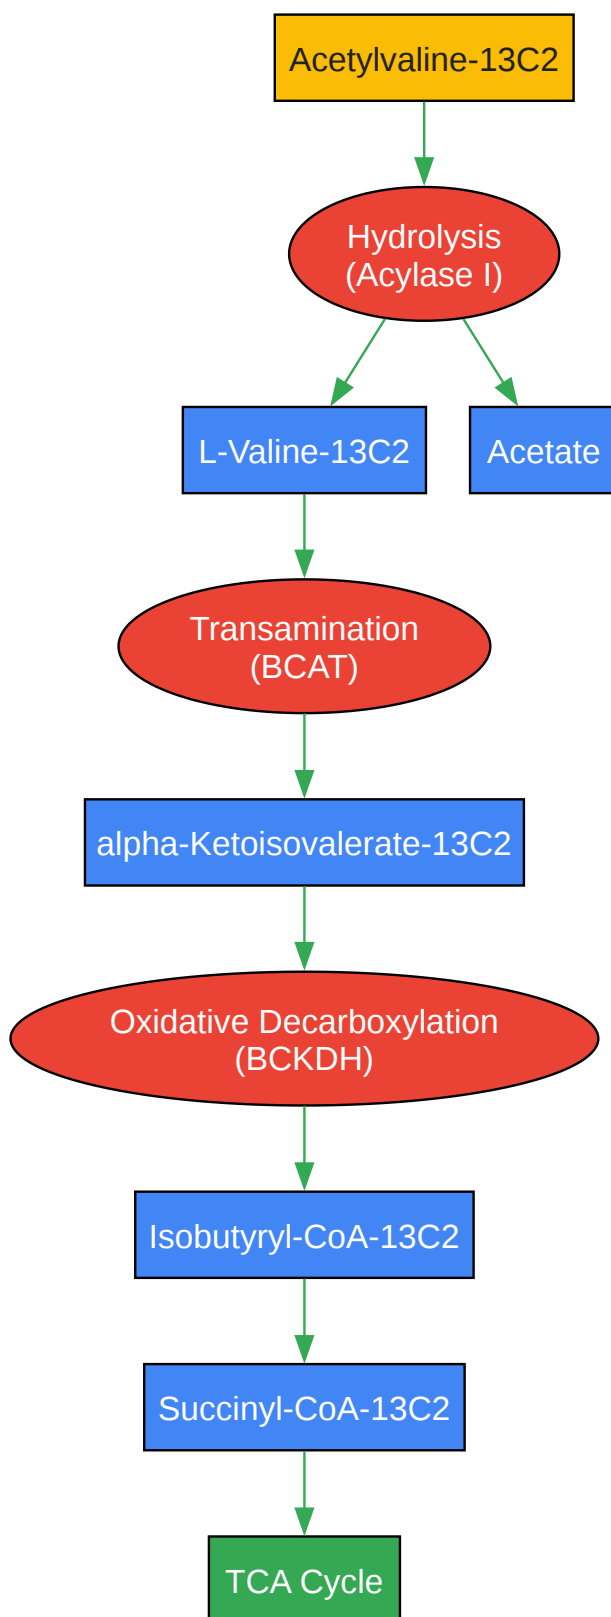 Acetylvaline-13C2
Hydrolysis
(Acylase I)
L-Valine-13C2
Acetate
Transamination
(BCAT)
alpha-Ketoisovalerate-13C2
Oxidative Decarboxylation
(BCKDH)
Isobutyryl-CoA-13C2
Succinyl-CoA-13C2
TCA Cycle